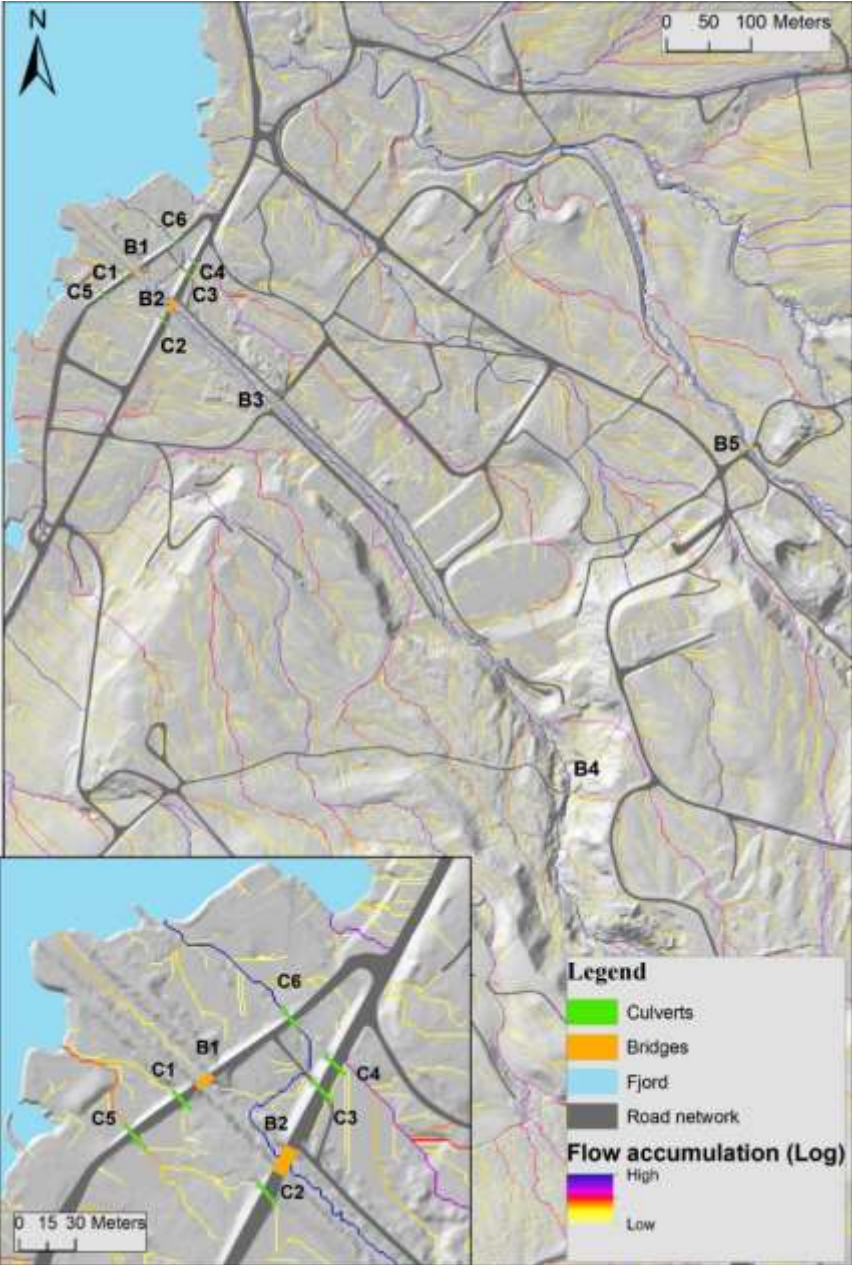 N
0 50 100 Meters
C6
B1
C1
C4
C5
B2
C3
C2
B3
B5
B4
C6
B1
C1
C4
C5
B2
C3
C2
0 15 30 Meters
Legend
Culverts
Bridges
Fjord
Road network
Flow accumulation (Log)
High
Low